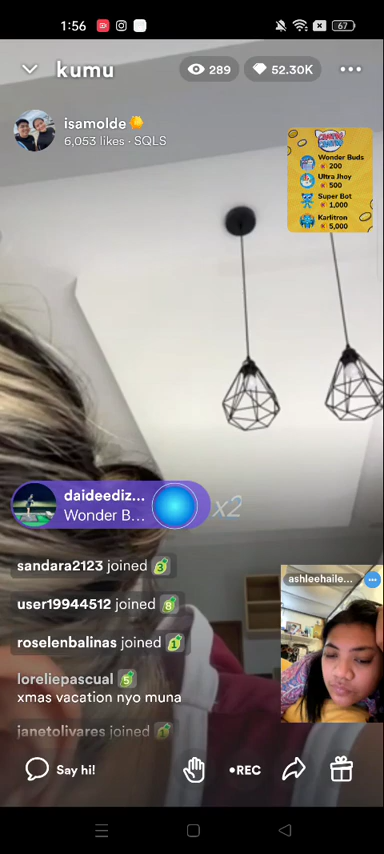 1:56
67
kumu
289
52.30K
isamolde
6,053 likes · SQLS
Wonder Buds
200
Ultra Jhoy
500
Super Bot
1,000
Karlitron
5,000
daideediz...
Wonder B...
x2
sandara2123 joined 3
user19944512 joined 8
roselenbalinas joined 1
loreliepascual 5
xmas vacation nyo muna
janetolivares joined 1
ashleehaile...
Say hi!
•REC